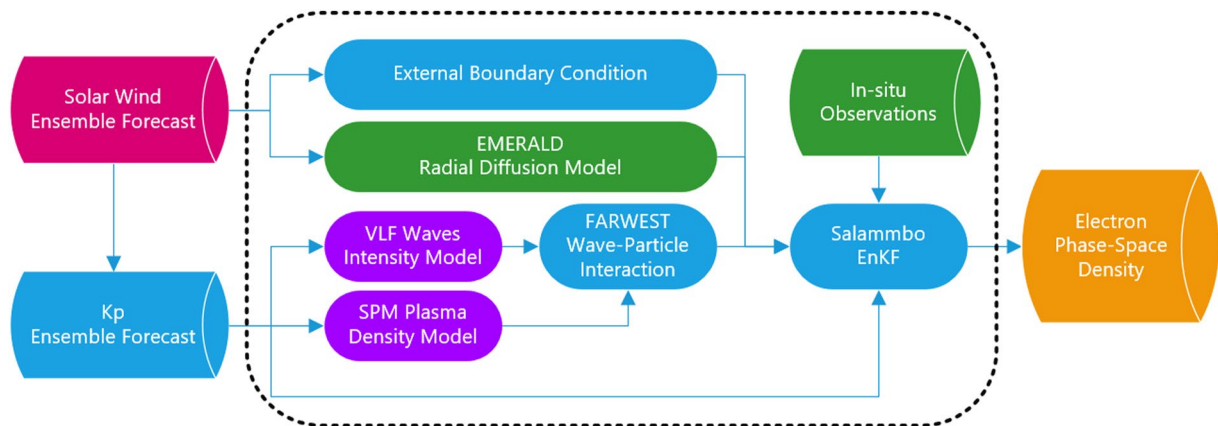 Solar Wind
Ensemble Forecast
External Boundary Condition
In-situ
Observations
EMERALD
Radial Diffusion Model
VLF Waves
Intensity Model
FARWEST
Wave-Particle
Interaction
Salammbo
EnKF
Electron
Phase-Space
Density
Kp
Ensemble Forecast
SPM Plasma
Density Model